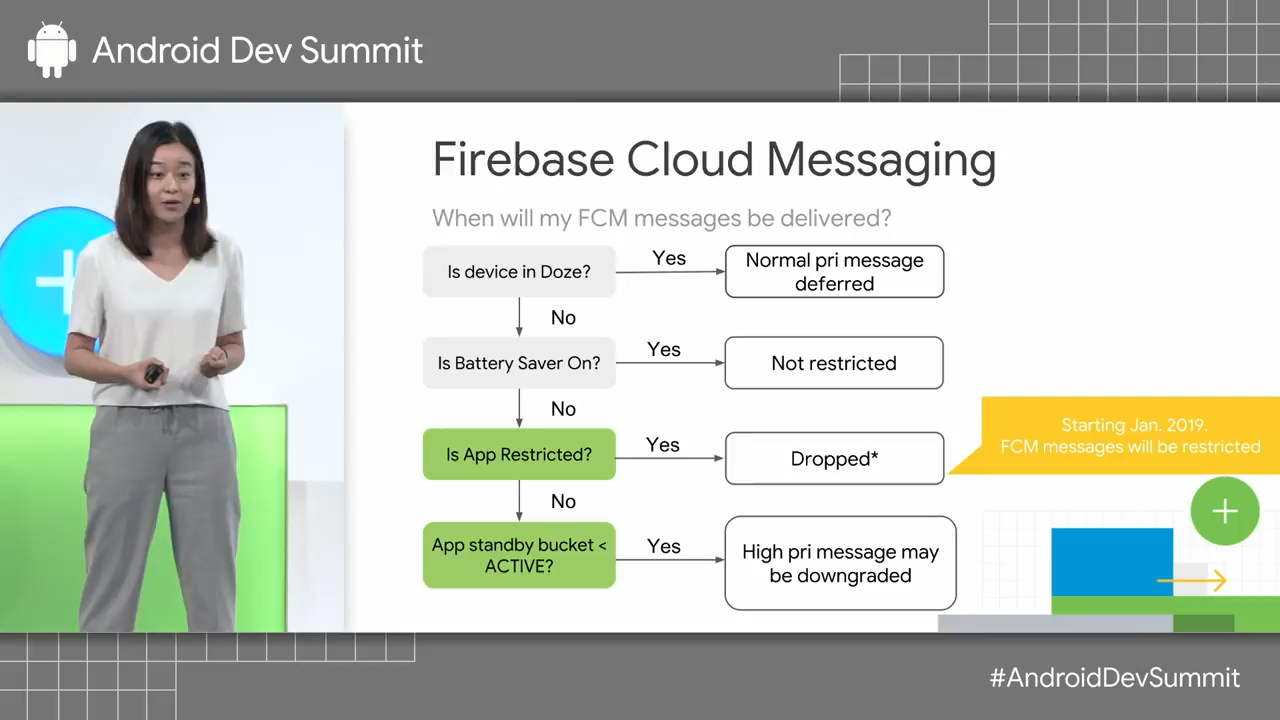 Android Dev Summit
Firebase Cloud Messaging
When will my FCM messages be delivered?
Is device in Doze?
Yes
Normal pri message
deferred
No
Is Battery Saver On?
Yes
Not restricted
No
Is App Restricted?
Yes
Dropped*
Starting Jan. 2019.
FCM messages will be restricted
No
App standby bucket <
ACTIVE?
Yes
High pri message may
be downgraded
#AndroidDevSummit